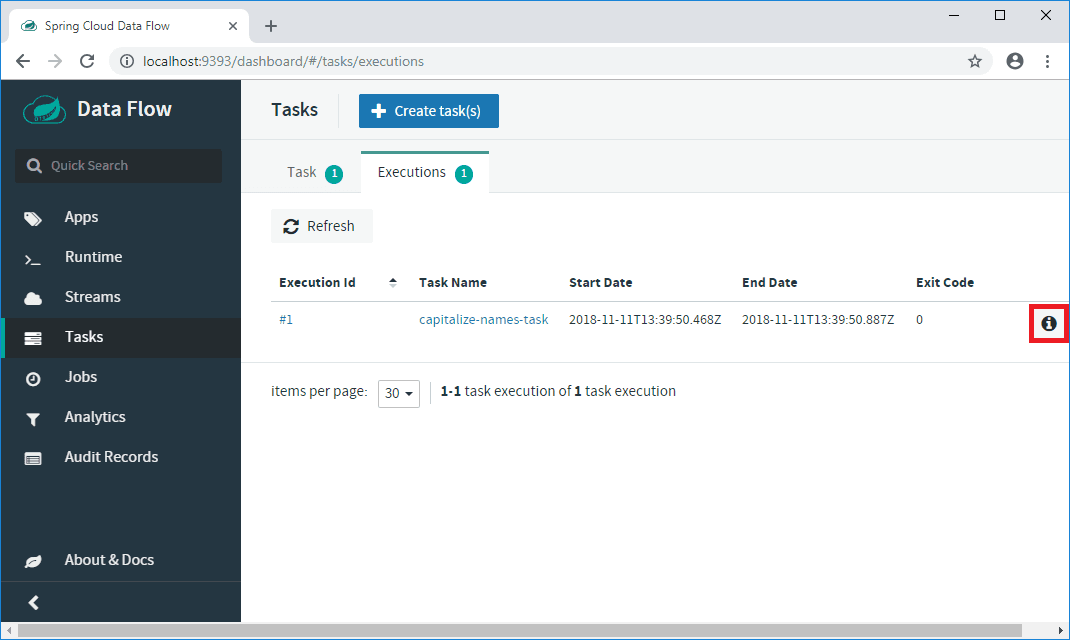 Spring Cloud Data Flow
localhost:9393/dashboard/#/tasks/executions
Data Flow
Quick Search
Apps
Runtime
Streams
Tasks
Jobs
Analytics
Audit Records
About & Docs
Tasks
Create task(s)
Task 1
Executions 1
Refresh
Execution Id Task Name Start Date End Date Exit Code
#1 capitalize-names-task 2018-11-11T13:39:50.468Z 2018-11-11T13:39:50.887Z 0
items per page: 30 1-1 task execution of 1 task execution